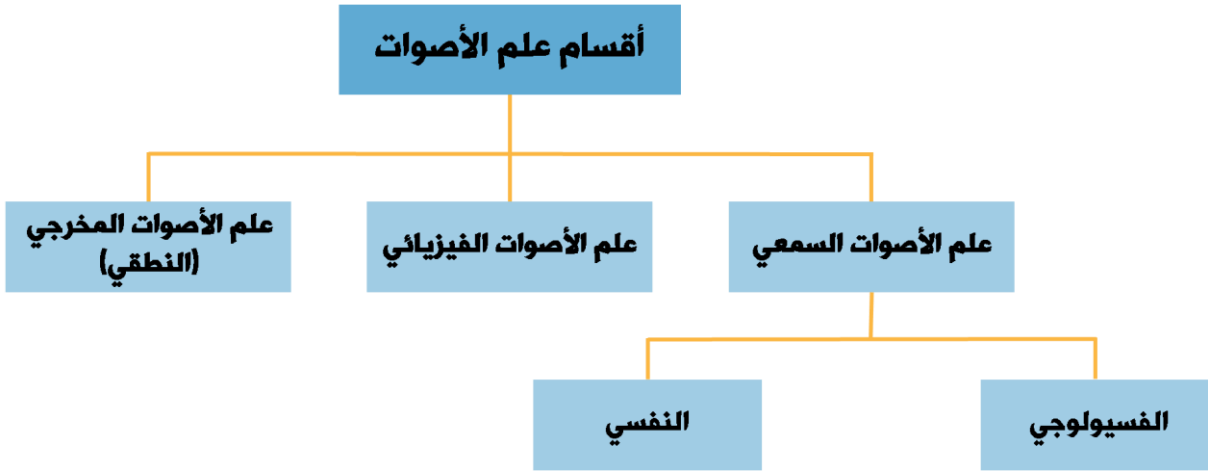 أقسام علم الأصوات
علم الأصوات السمعي
علم الأصوات الفيزيائي
علم الأصوات المخرجي
(النطقي)
الفسيولوجي
النفسي